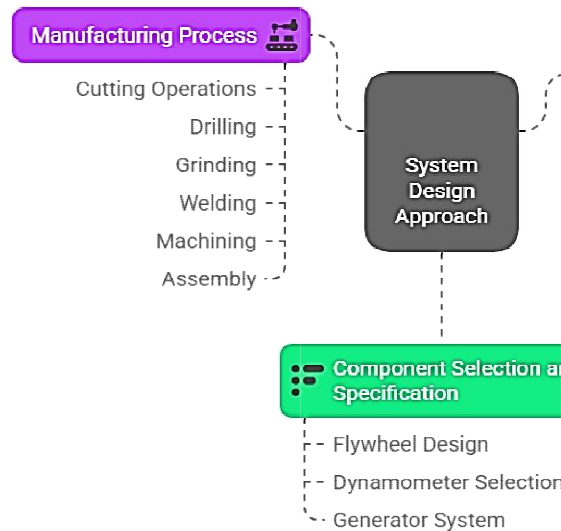 Manufacturing Process
Cutting Operations
Drilling
Grinding
Welding
Machining
Assembly
System
Design
Approach
Component Selection
Specification
Flywheel Design
Dynamometer Selection
Generator System